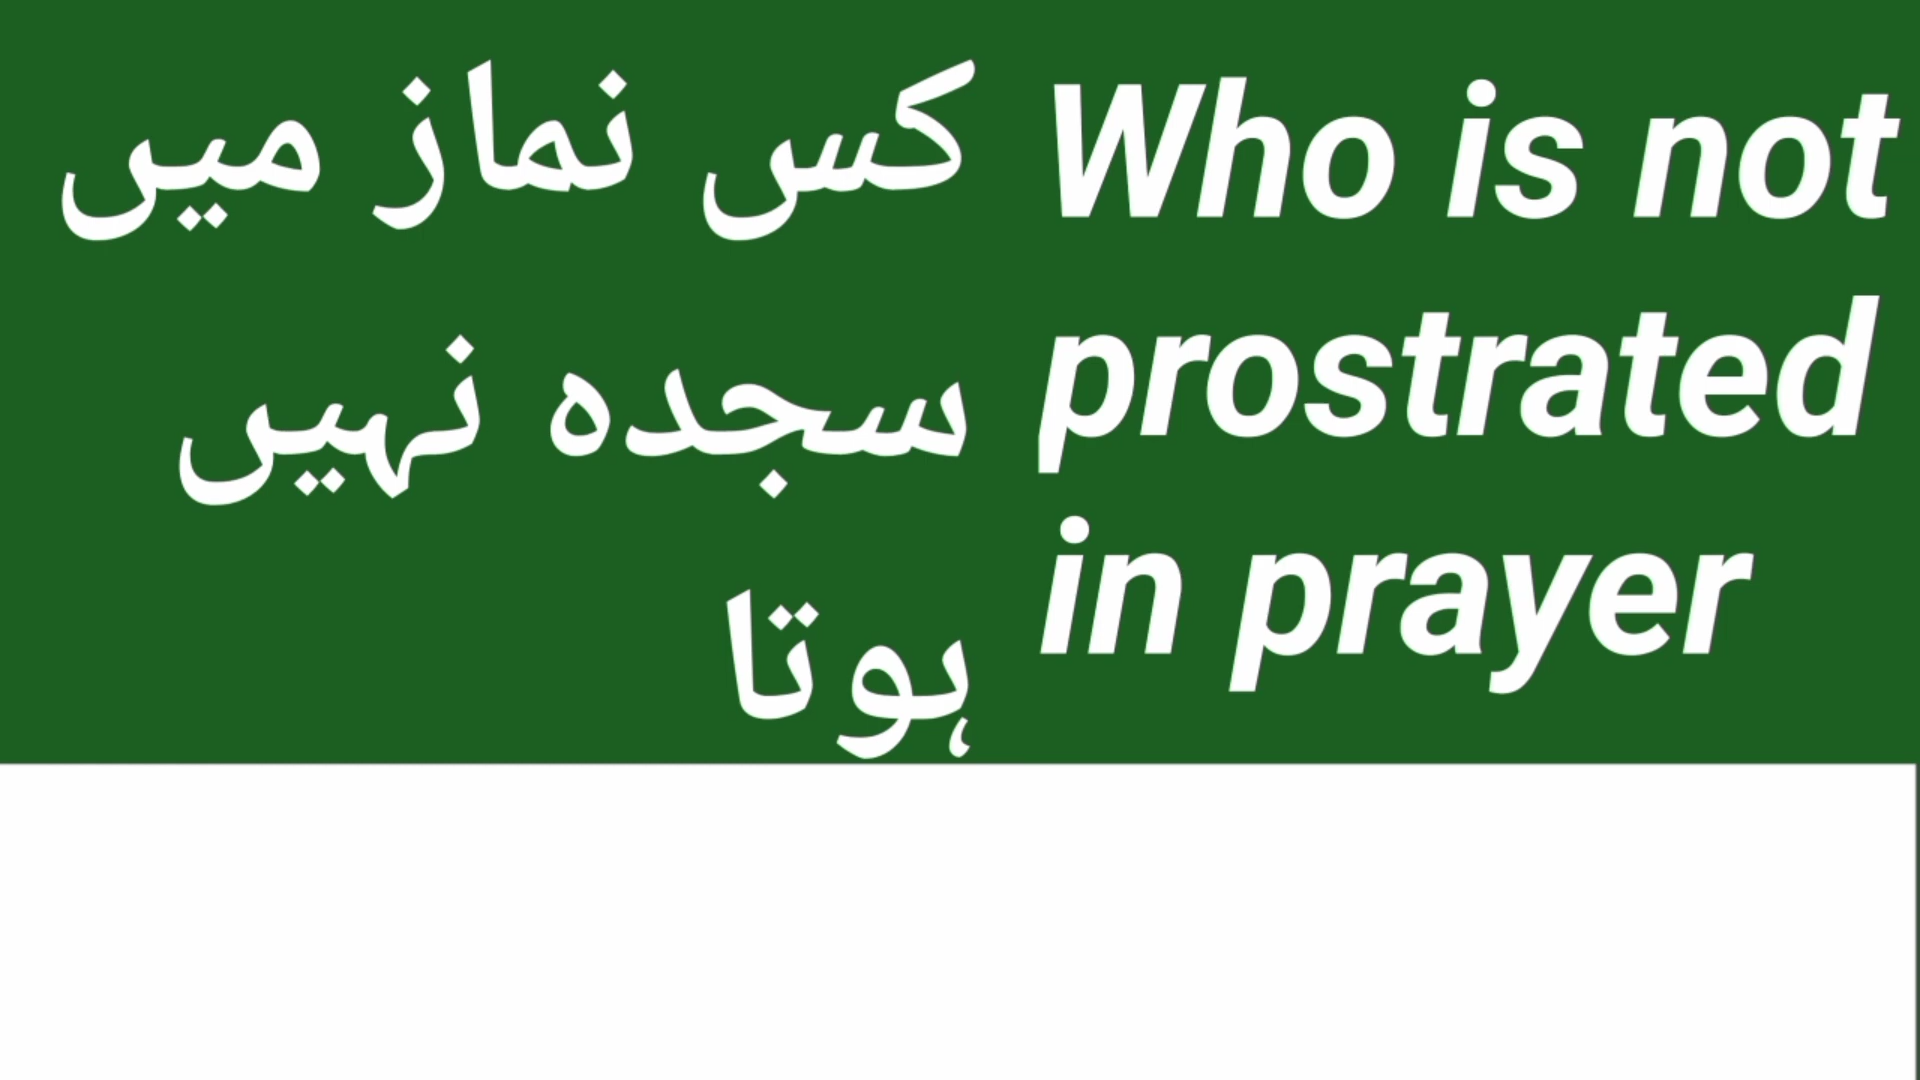 کس نماز میں
سجدہ نہیں
ہوتا
Who is not
prostrated
in prayer